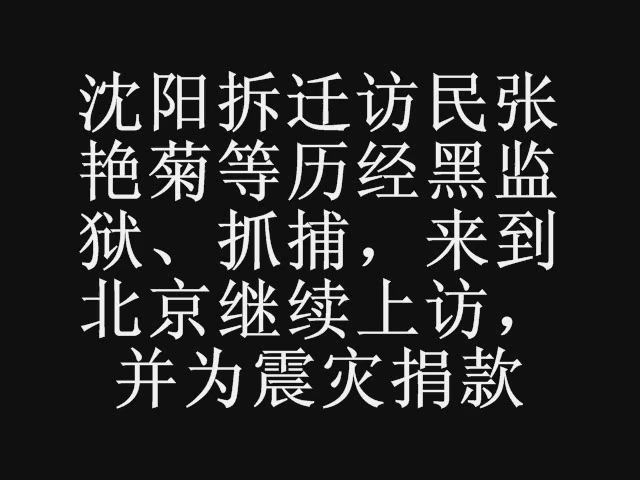 沈阳拆迁访民张
艳菊等历经黑监
狱、抓捕，来到
北京继续上访，
并为震灾捐款